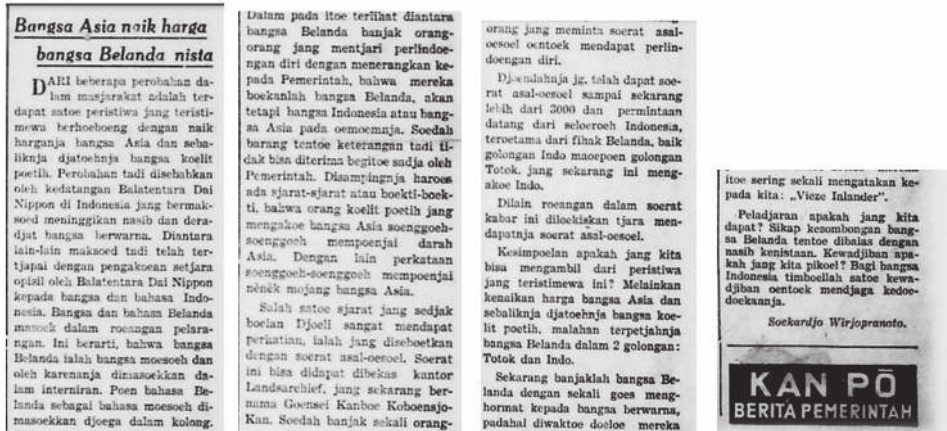 Bangsa Asia naik harga
bangsa Belanda nista
DARI beberapa perobahan da-
lam masjarakat adalah ter-
dapat satoe peristiwa jang teristi-
mewa berhoeboeng dengan naik
harganja bangsa Asia dan seba-
liknja djatoehnja bangsa koelit
poetih. Perobahan tadi disebabkan
oleh kedatangan Balatentara Dai
Nippon di Indonesia jang bermak-
soed meninggikan nasib dan dera-
djat bangsa berwarna. Diantara
lain-lain maksoed tadi telah ter-
tjapai dengan pengakoean setjara
opisil oleh Balatentara Dai Nippon
kepada bangsa dan bahasa Indo-
nesia. Bangsa dan bahasa Belanda
masoek dalam roeangan pelara-
ngan. Ini berarti, bahwa bangsa
Belanda ialah bangsa moesoeh dan
oleh karenanja dimasoekkan da-
lam interniran. Poen bahasa Be-
landa sebagai bahasa moesoeh di-
masoekkan djoega dalam kolong.
Dalam pada itoe terlihat diantara
bangsa Belanda banjak orang-
orang jang mentjari perlindoe-
ngan diri dengan menerangkan ke-
pada Pemerintah, bahwa mereka
boekanlah bangsa Belanda, akan
tetapi bangsa Indonesia atau bang-
sa Asia pada oemoemnja. Soedah
barang tentoe keterangan tadi ti-
dak bisa diterima begitoe sadja oleh
Pemerintah. Disampingnja haroes
ada sjarat-sjarat atau boekti-boek-
ti, bahwa orang koelit poetih jang
mengakoe bangsa Asia soenggoeh-
soenggoeh mempoenjai darah
Asia. Dengan lain perkataan
soenggoeh-soenggoeh mempoenjai
nénék mojang bangsa Asia.
Salah satoe sjarat jang sedjak
boelan Djoeli sangat mendapat
perhatian, ialah jang diseboetkan
dengan soerat asal-oesoel. Soerat
ini bisa didapat dibekas kantor
Landsarchief, jang sekarang ber-
nama Goensei Kanboe Koboensjo-
Kan. Soedah banjak sekali orang-
orang jang meminta soerat asal-
oesoel oentoek mendapat perlin-
doengan diri.
Djoemlahnja jg. telah dapat soe-
rat asal-oesoel sampai sekarang
lebih dari 3000 dan permintaan
datang dari seloeroeh Indonesia,
teroetama dari fihak Belanda, baik
golongan Indo maoepoen golongan
Totok, jang sekarang ini meng-
akoe Indo.
Dilain roeangan dalam soerat
kabar ini diloekiskan tjara men-
dapatnja soerat asal-oesoel.
Kesimpoelan apakah jang kita
bisa mengambil dari peristiwa
jang teristimewa ini? Melainkan
kenaikan harga bangsa Asia dan
sebaliknja djatoehnja bangsa koe-
lit poetih, malahan terpetjahnja
bangsa Belanda dalam 2 golongan:
Totok dan Indo.
Sekarang banjaklah bangsa Be-
landa dengan sekali goes meng-
hormat kepada bangsa berwarna,
padahal diwaktoe doeloe mereka
itoe sering sekali mengatakan ke-
pada kita: „Vieze Inlander".
Peladjaran apakah jang kita
dapat? Sikap kesombongan bang-
sa Belanda tentoe dibalas dengan
nasib kenistaan. Kewadjiban apa-
kah jang kita pikoel? Bagi bangsa
Indonesia timboellah satoe kewa-
djiban oentoek mendjaga kedoe-
doekannja.
Soekardjo Wirjopranoto.
KAN PŌ
BERITA PEMERINTAH